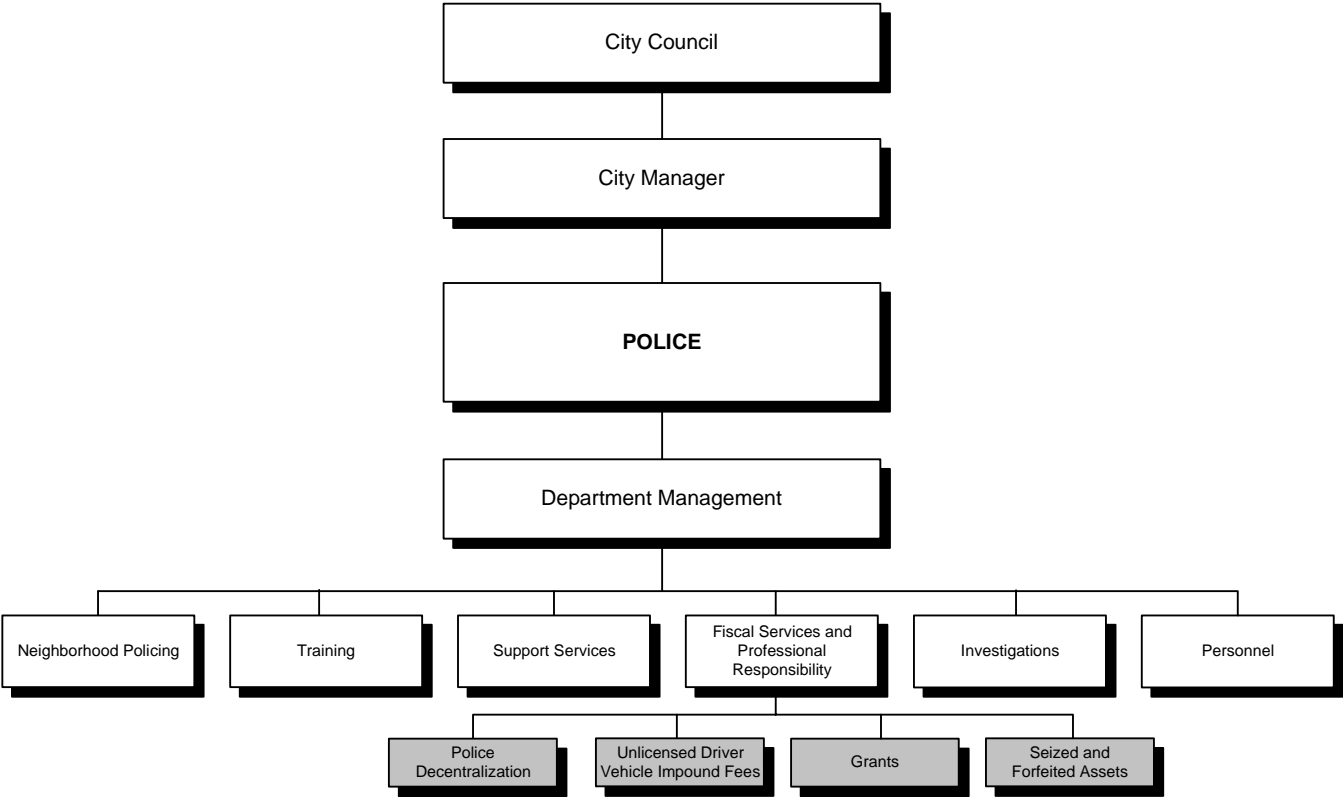 City Council
City Manager
POLICE
Department Management
Neighborhood Policing
Training
Support Services
Fiscal Services and
Professional
Responsibility
Investigations
Personnel
Police
Decentralization
Unlicensed Driver
Vehicle Impound Fees
Grants
Seized and
Forfeited Assets